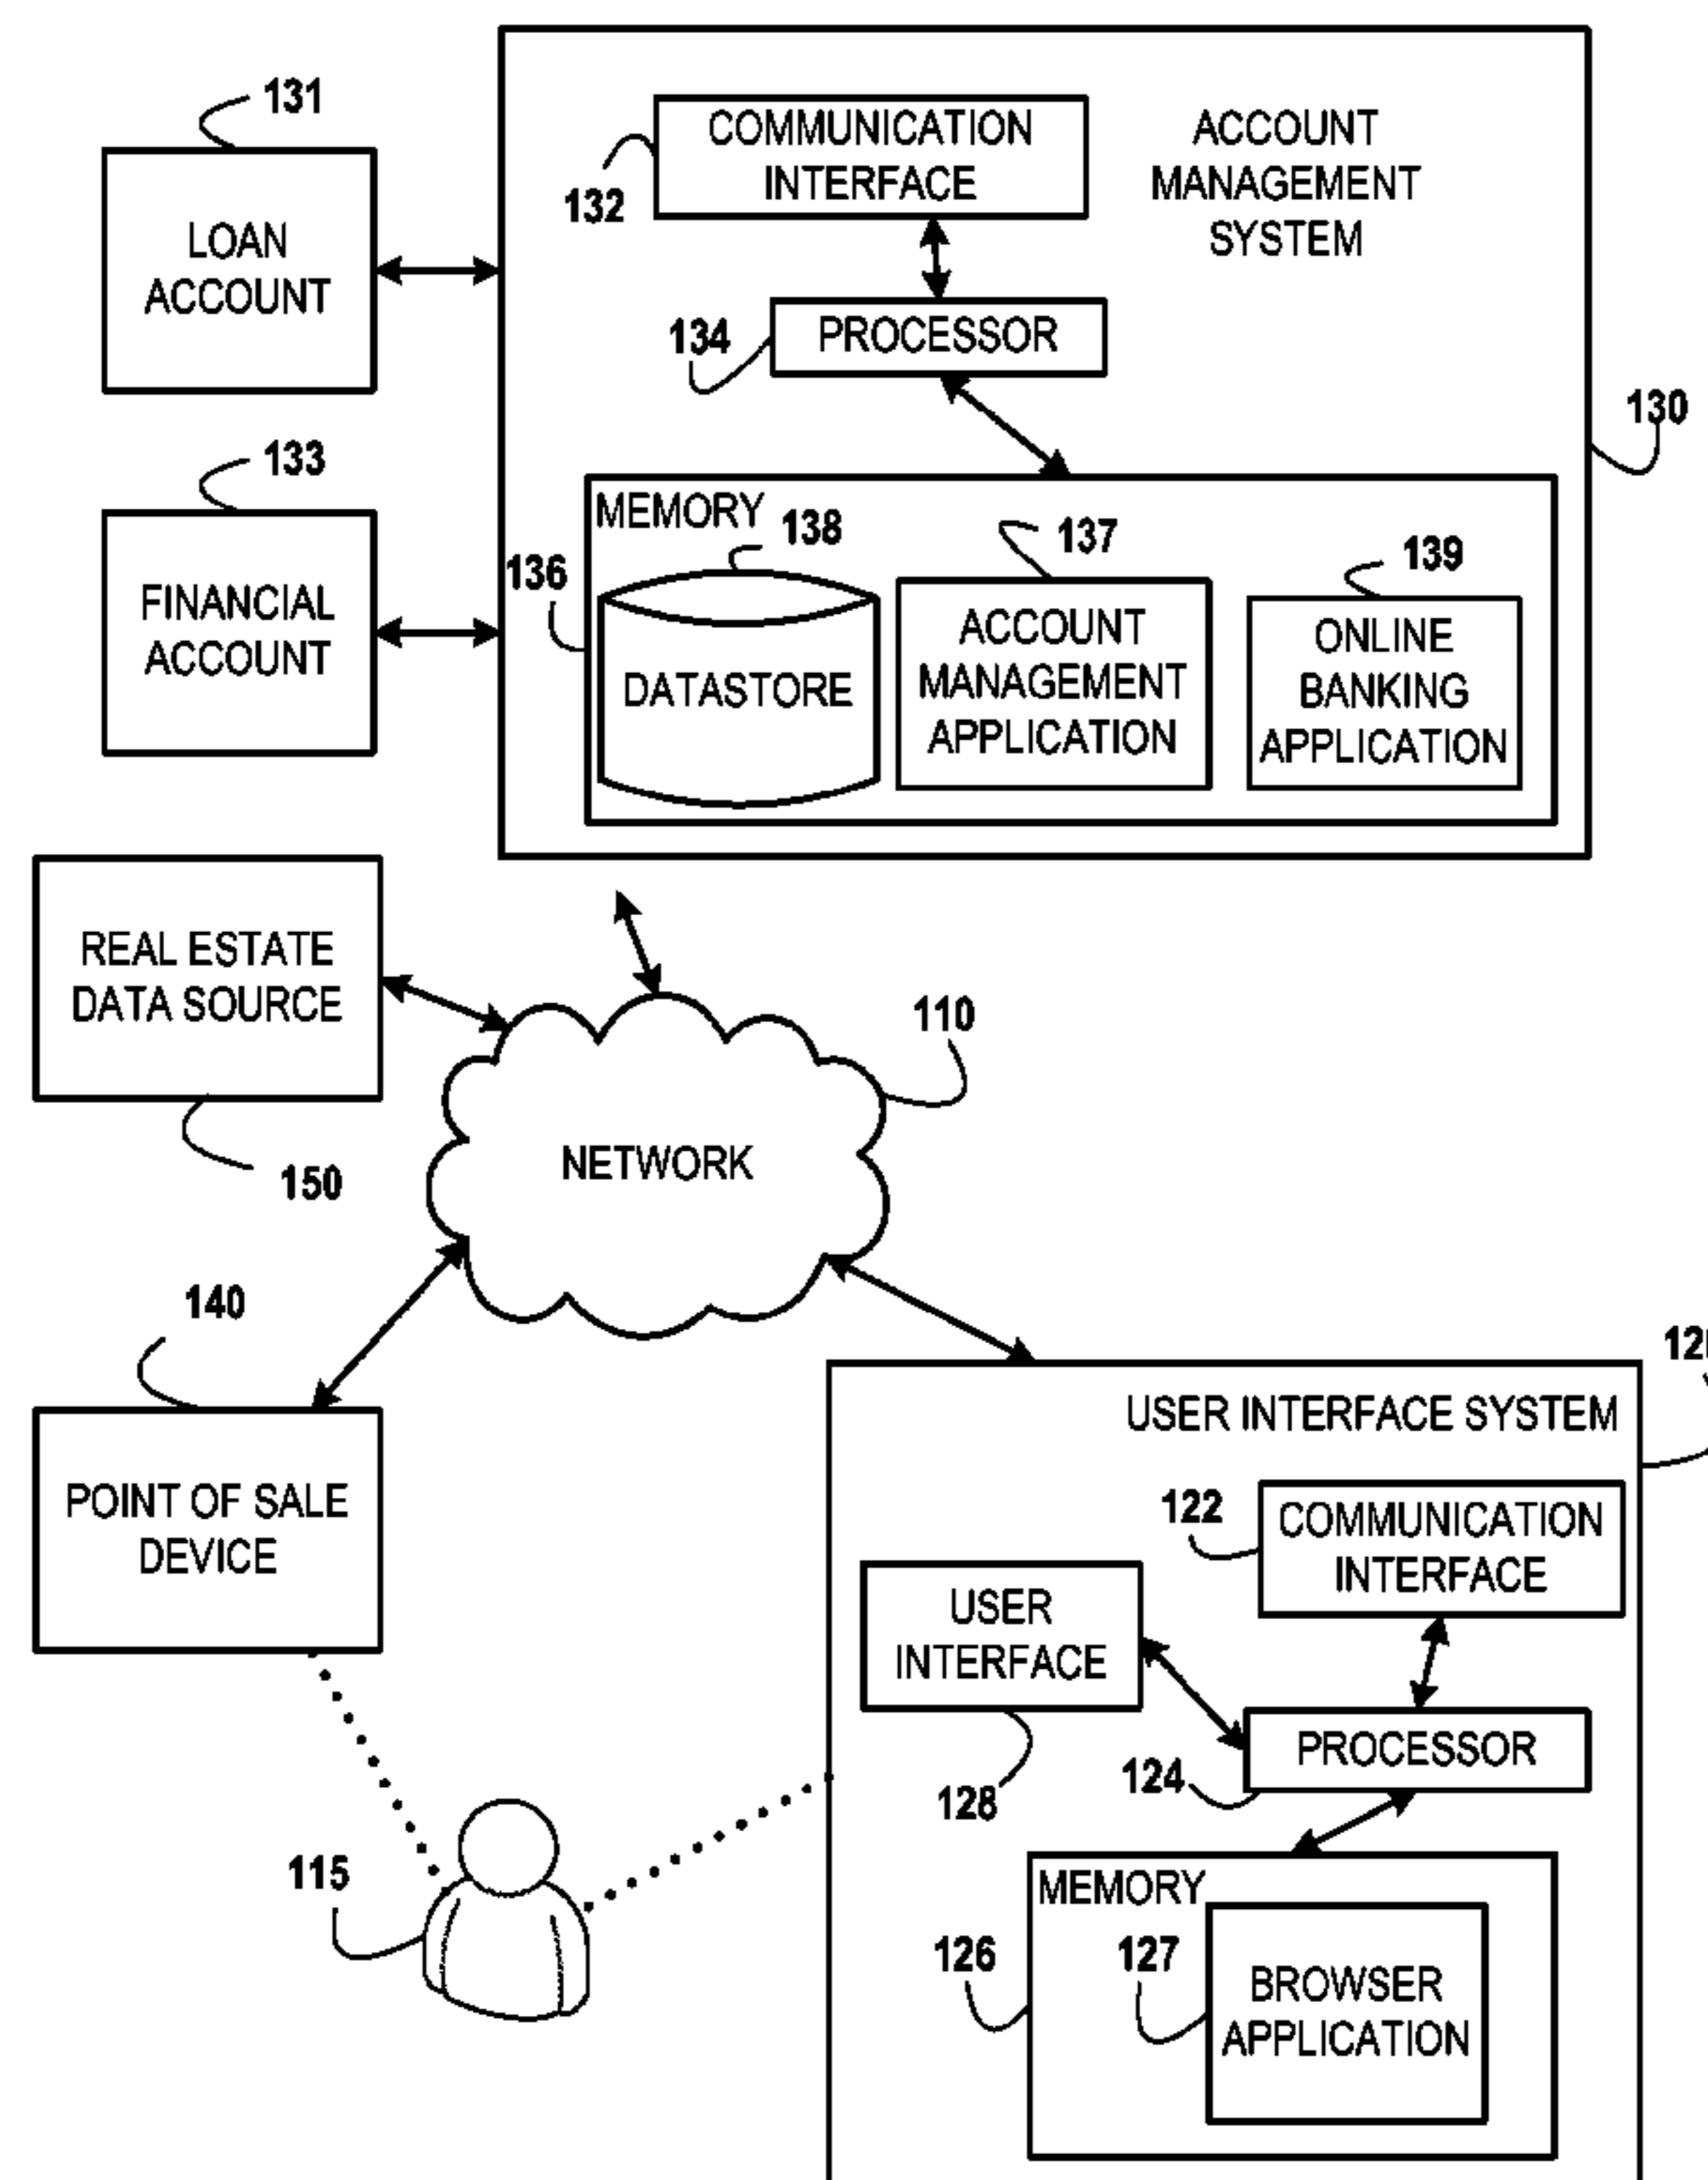 131
LOAN
ACCOUNT
132
COMMUNICATION
INTERFACE
ACCOUNT
MANAGEMENT
SYSTEM
134
PROCESSOR
130
133
FINANCIAL
ACCOUNT
MEMORY
136
138
DATASTORE
137
ACCOUNT
MANAGEMENT
APPLICATION
139
ONLINE
BANKING
APPLICATION
REAL ESTATE
DATA SOURCE
150
110
NETWORK
140
POINT OF SALE
DEVICE
USER INTERFACE SYSTEM
122
COMMUNICATION
INTERFACE
USER
INTERFACE
128
124
PROCESSOR
115
MEMORY
126
127
BROWSER
APPLICATION